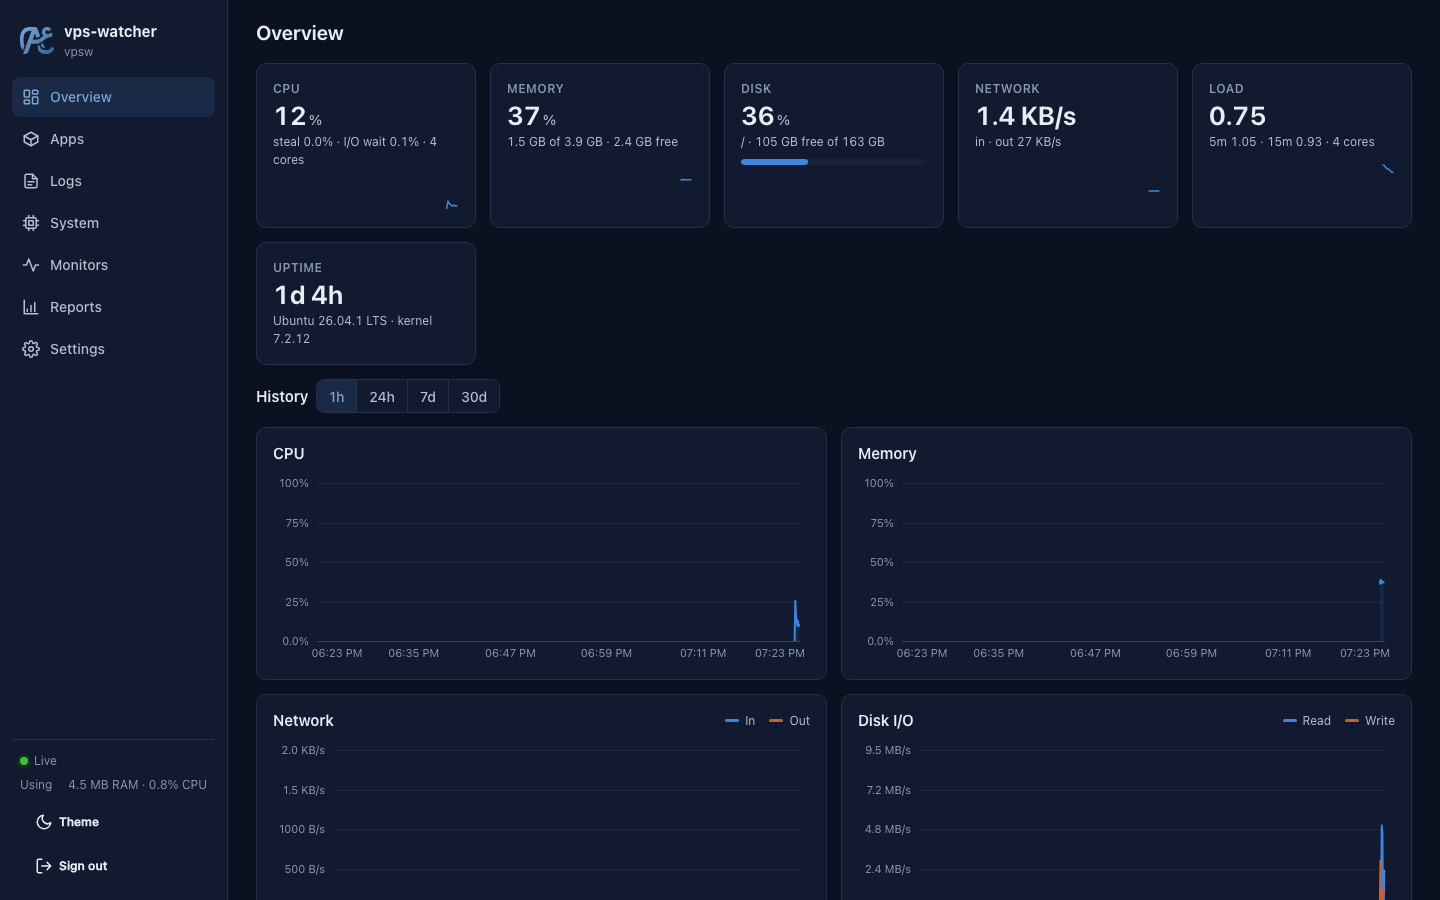 vps-watcher
vpsw
Overview
Apps
Logs
System
Monitors
Reports
Settings
Live
Using 4.5 MB RAM · 0.8% CPU
Theme
Sign out
Overview
CPU
12%
steal 0.0% · I/O wait 0.1% · 4
cores
MEMORY
37%
1.5 GB of 3.9 GB · 2.4 GB free
DISK
36%
/ · 105 GB free of 163 GB
NETWORK
1.4 KB/s
in · out 27 KB/s
LOAD
0.75
5m 1.05 · 15m 0.93 · 4 cores
UPTIME
1d 4h
Ubuntu 26.04.1 LTS · kernel
7.2.12
History 1h 24h 7d 30d
CPU
100%
75%
50%
25%
0.0%
06:23 PM 06:35 PM 06:47 PM 06:59 PM 07:11 PM 07:23 PM
Memory
100%
75%
50%
25%
0.0%
06:23 PM 06:35 PM 06:47 PM 06:59 PM 07:11 PM 07:23 PM
Network In Out
2.0 KB/s
1.5 KB/s
1000 B/s
500 B/s
Disk I/O Read Write
9.5 MB/s
7.2 MB/s
4.8 MB/s
2.4 MB/s